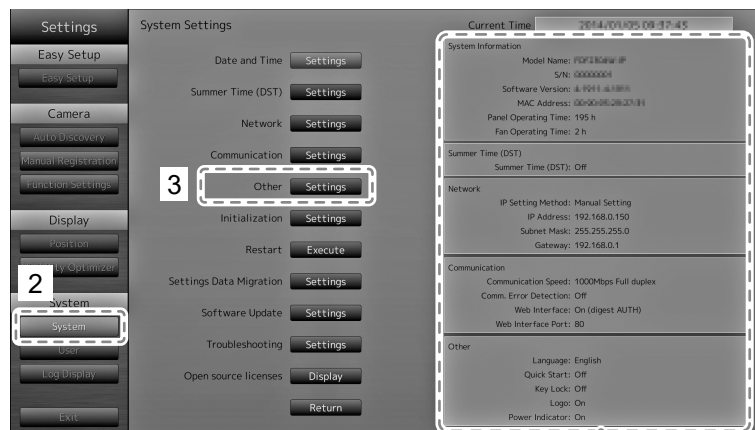 Settings
System Settings
Current Time
Easy Setup
Easy Setup
Camera
Auto Discovery
Manual Registration
Function Settings
Display
Position
Optimizer
2
System
System
User
Log Display
Exit
Date and Time Settings
Summer Time (DST) Settings
Network Settings
Communication Settings
3 Other Settings
Initialization Settings
Restart Execute
Settings Data Migration Settings
Software Update Settings
Troubleshooting Settings
Open source licenses Display
Return
System Information
Model Name:
S/N: 00000001
Software Version:
MAC Address:
Panel Operating Time: 195 h
Fan Operating Time: 2 h
Summer Time (DST)
Summer Time (DST): Off
Network
IP Setting Method: Manual Setting
IP Address: 192.168.0.150
Subnet Mask: 255.255.255.0
Gateway: 192.168.0.1
Communication
Communication Speed: 1000Mbps Full duplex
Comm. Error Detection: Off
Web Interface: On (digest AUTH)
Web Interface Port: 80
Other
Language: English
Quick Start: Off
Key Lock: Off
Logo: On
Power Indicator: On